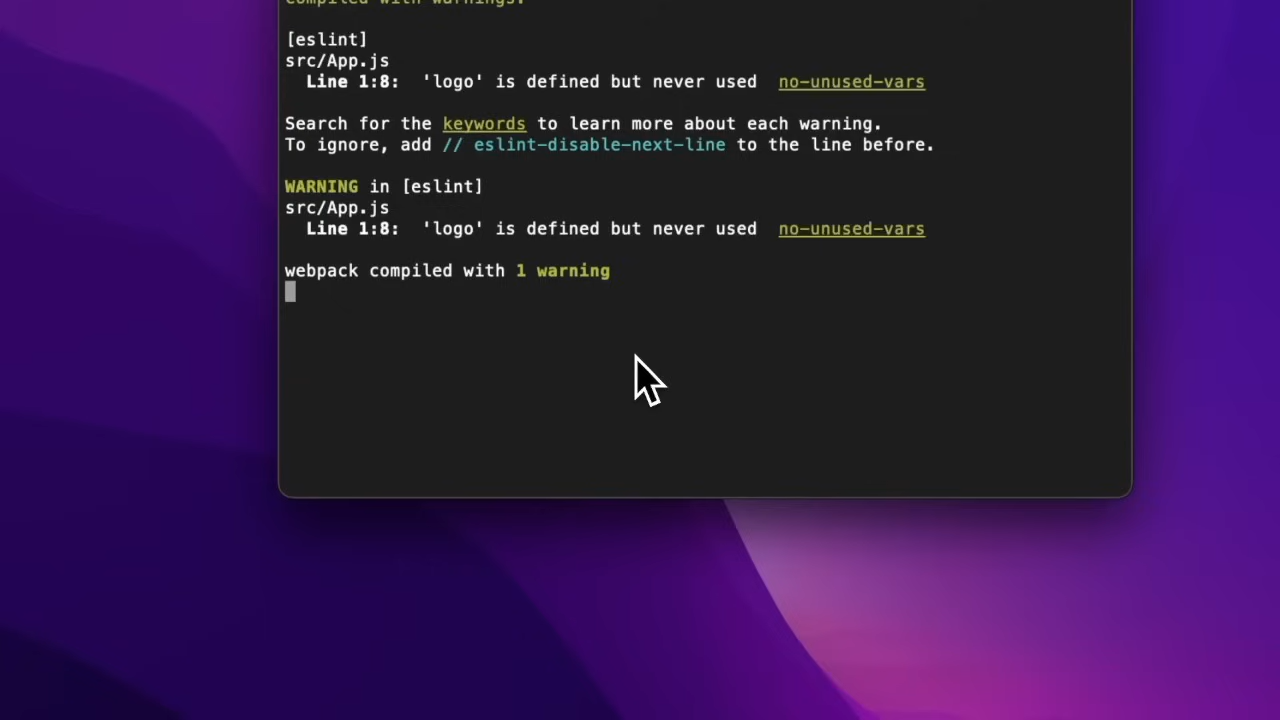 Compiled with warnings.
[eslint]
src/App.js
Line 1:8:  'logo' is defined but never used  no-unused-vars
Search for the keywords to learn more about each warning.
To ignore, add // eslint-disable-next-line to the line before.
WARNING in [eslint]
src/App.js
Line 1:8:  'logo' is defined but never used  no-unused-vars
webpack compiled with 1 warning